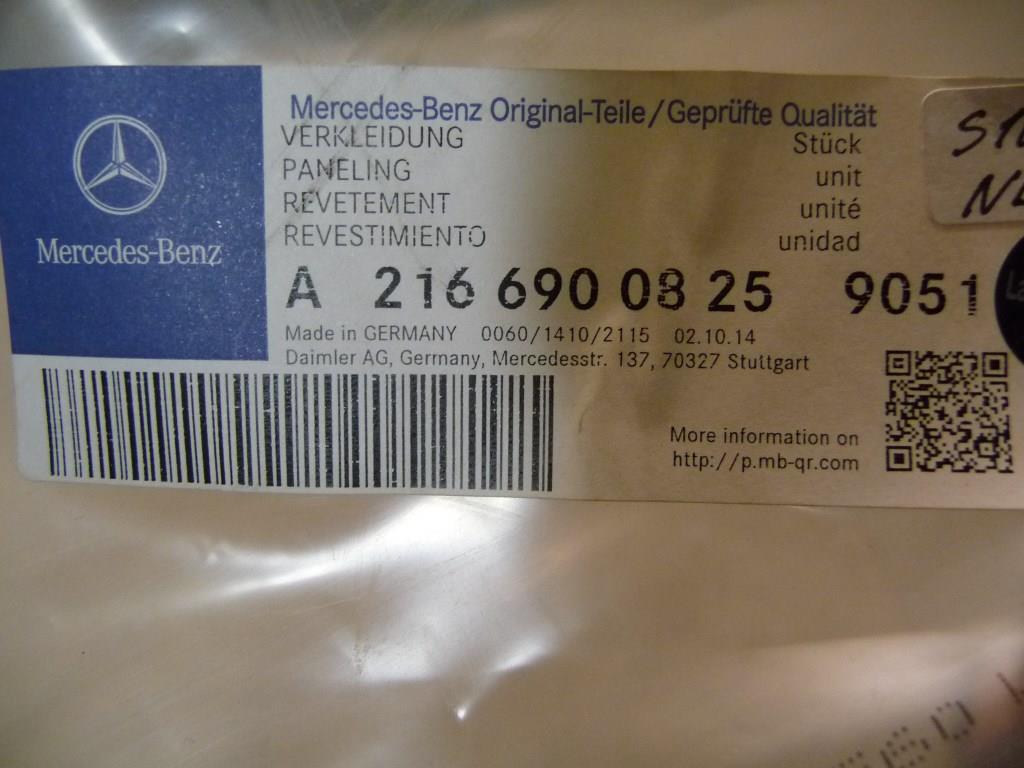 Mercedes-Benz
Mercedes-Benz Original-Teile/Geprüfte Qualität
VERKLEIDUNG Stück
PANELING unit
REVETEMENT unité
REVESTIMIENTO unidad
A 216 690 08 25 9051
Made in GERMANY 0060/1410/2115 02.10.14
Daimler AG, Germany, Mercedesstr. 137, 70327 Stuttgart
More information on
http://p.mb-qr.com